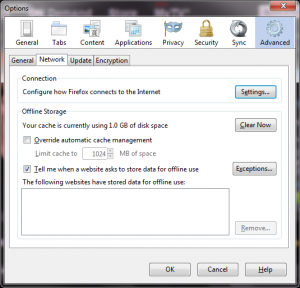 Options
General Tabs Content Applications Privacy Security Sync Advanced
General Network Update Encryption
Connection
Configure how Firefox connects to the Internet Settings...
Offline Storage
Your cache is currently using 1.0 GB of disk space Clear Now
Override automatic cache management
Limit cache to 1024 MB of space
Tell me when a website asks to store data for offline use Exceptions...
The following websites have stored data for offline use:
Remove...
OK Cancel Help